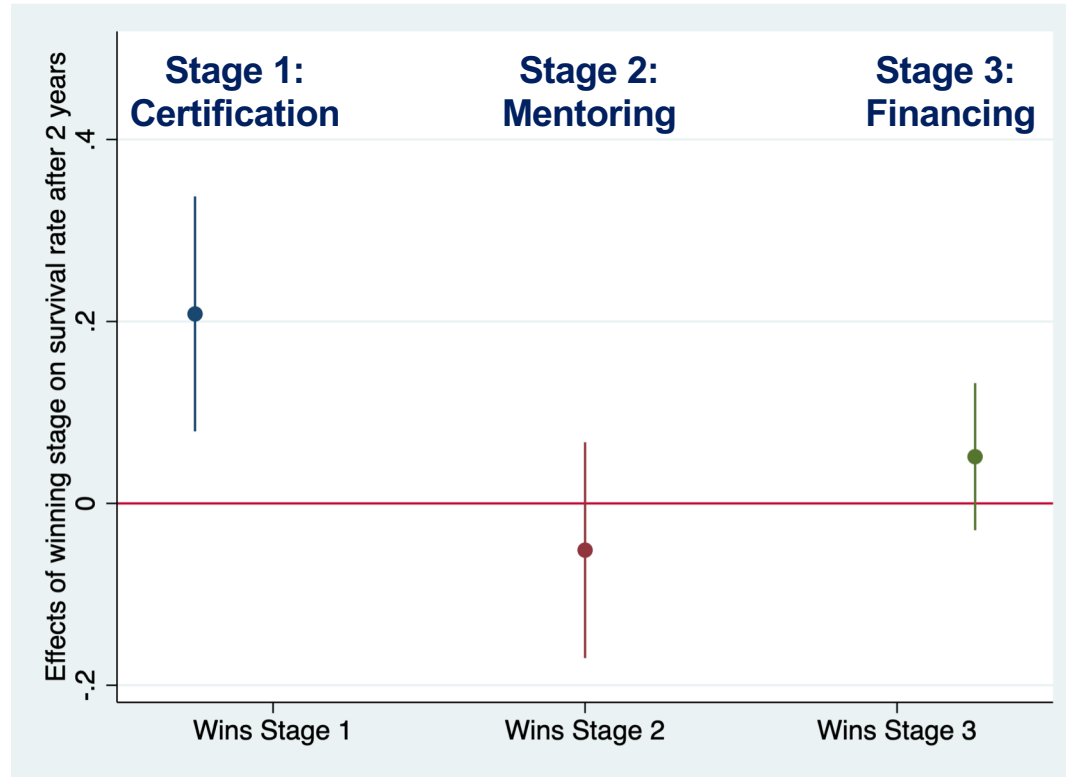 Stage 1:
Certification
Stage 2:
Mentoring
Stage 3:
Financing
Effects of winning stage on survival rate after 2 years
.4
.2
0
-.2
Wins Stage 1
Wins Stage 2
Wins Stage 3